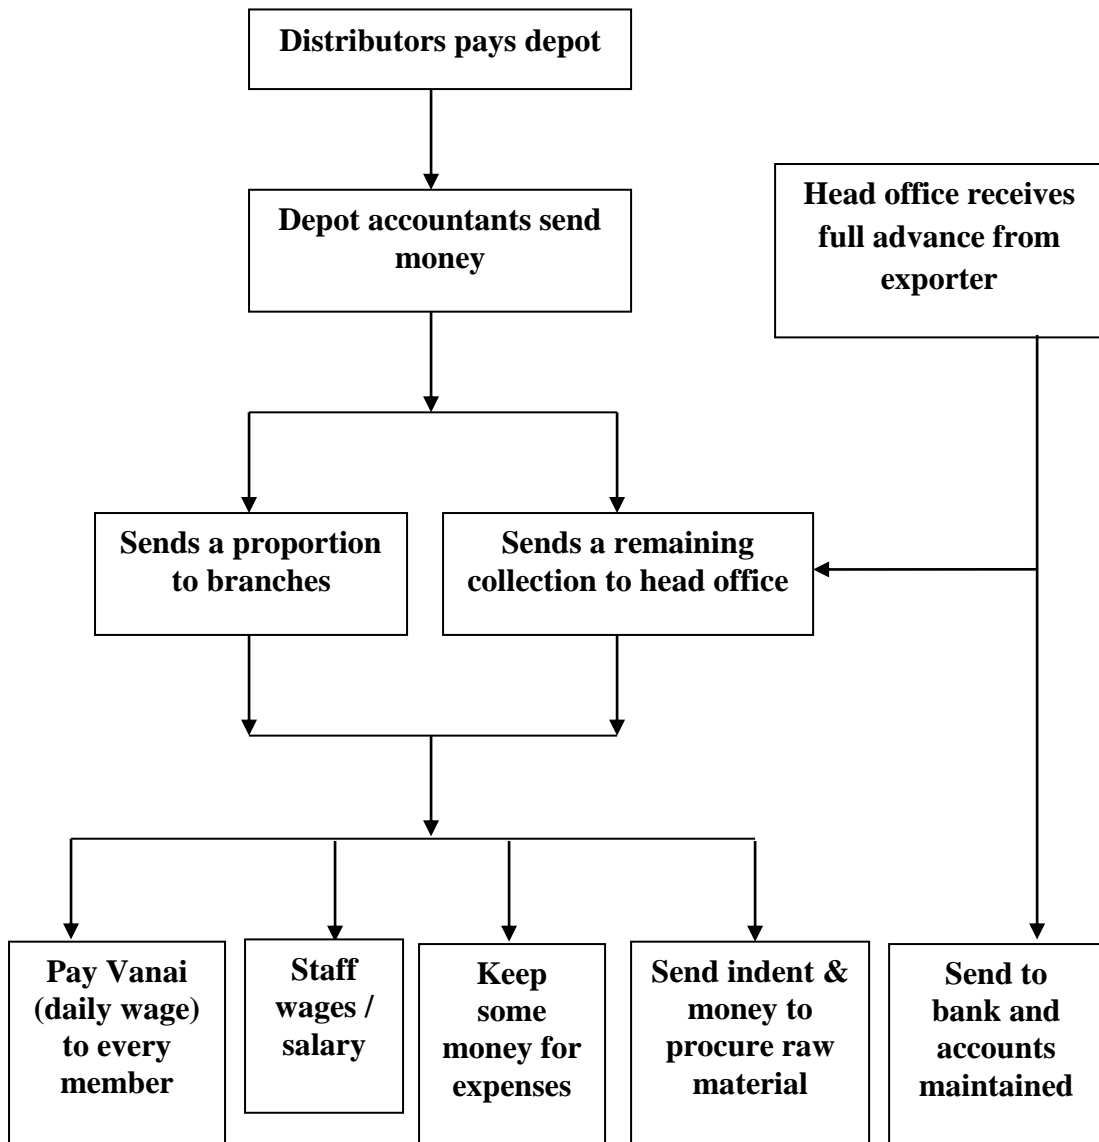 Distributors pays depot
Depot accountants send
money
Head office receives
full advance from
exporter
Sends a proportion
to branches
Sends a remaining
collection to head office
Pay Vanai
(daily wage)
to every
member
Staff
wages /
salary
Keep
some
money for
expenses
Send indent &
money to
procure raw
material
Send to
bank and
accounts
maintained